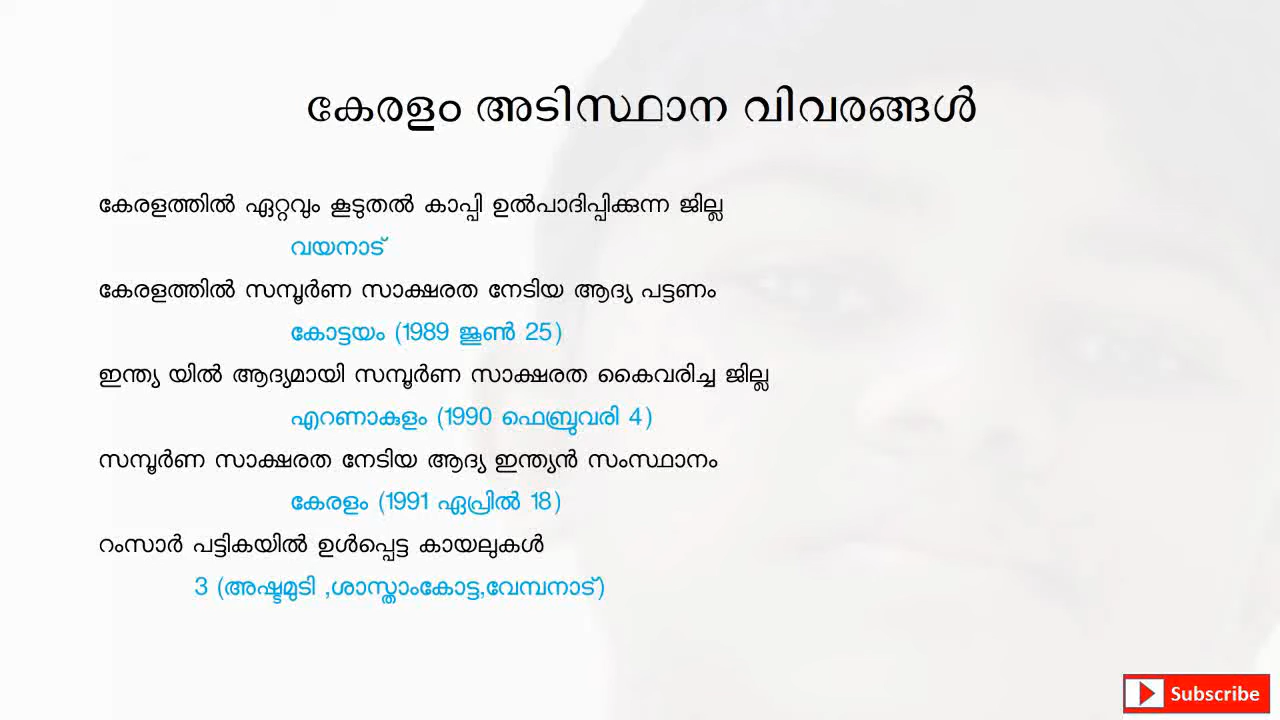 കേരളം അടിസ്ഥാന വിവരങ്ങൾ
കേരളത്തിൽ ഏറ്റവും കൂടുതൽ കാപ്പി ഉൽപാദിപ്പിക്കുന്ന ജില്ല
വയനാട്
കേരളത്തിൽ സമ്പൂർണ സാക്ഷരത നേടിയ ആദ്യ പട്ടണം
കോട്ടയം (1989 ജൂൺ 25)
ഇന്ത്യ യിൽ ആദ്യമായി സമ്പൂർണ സാക്ഷരത കൈവരിച്ച ജില്ല
എറണാകുളം (1990 ഫെബ്രുവരി 4)
സമ്പൂർണ സാക്ഷരത നേടിയ ആദ്യ ഇന്ത്യൻ സംസ്ഥാനം
കേരളം (1991 ഏപ്രിൽ 18)
റംസാർ പട്ടികയിൽ ഉൾപ്പെട്ട കായലുകൾ
3 (അഷ്ടമുടി ,ശാസ്താംകോട്ട,വേമ്പനാട്)
Subscribe